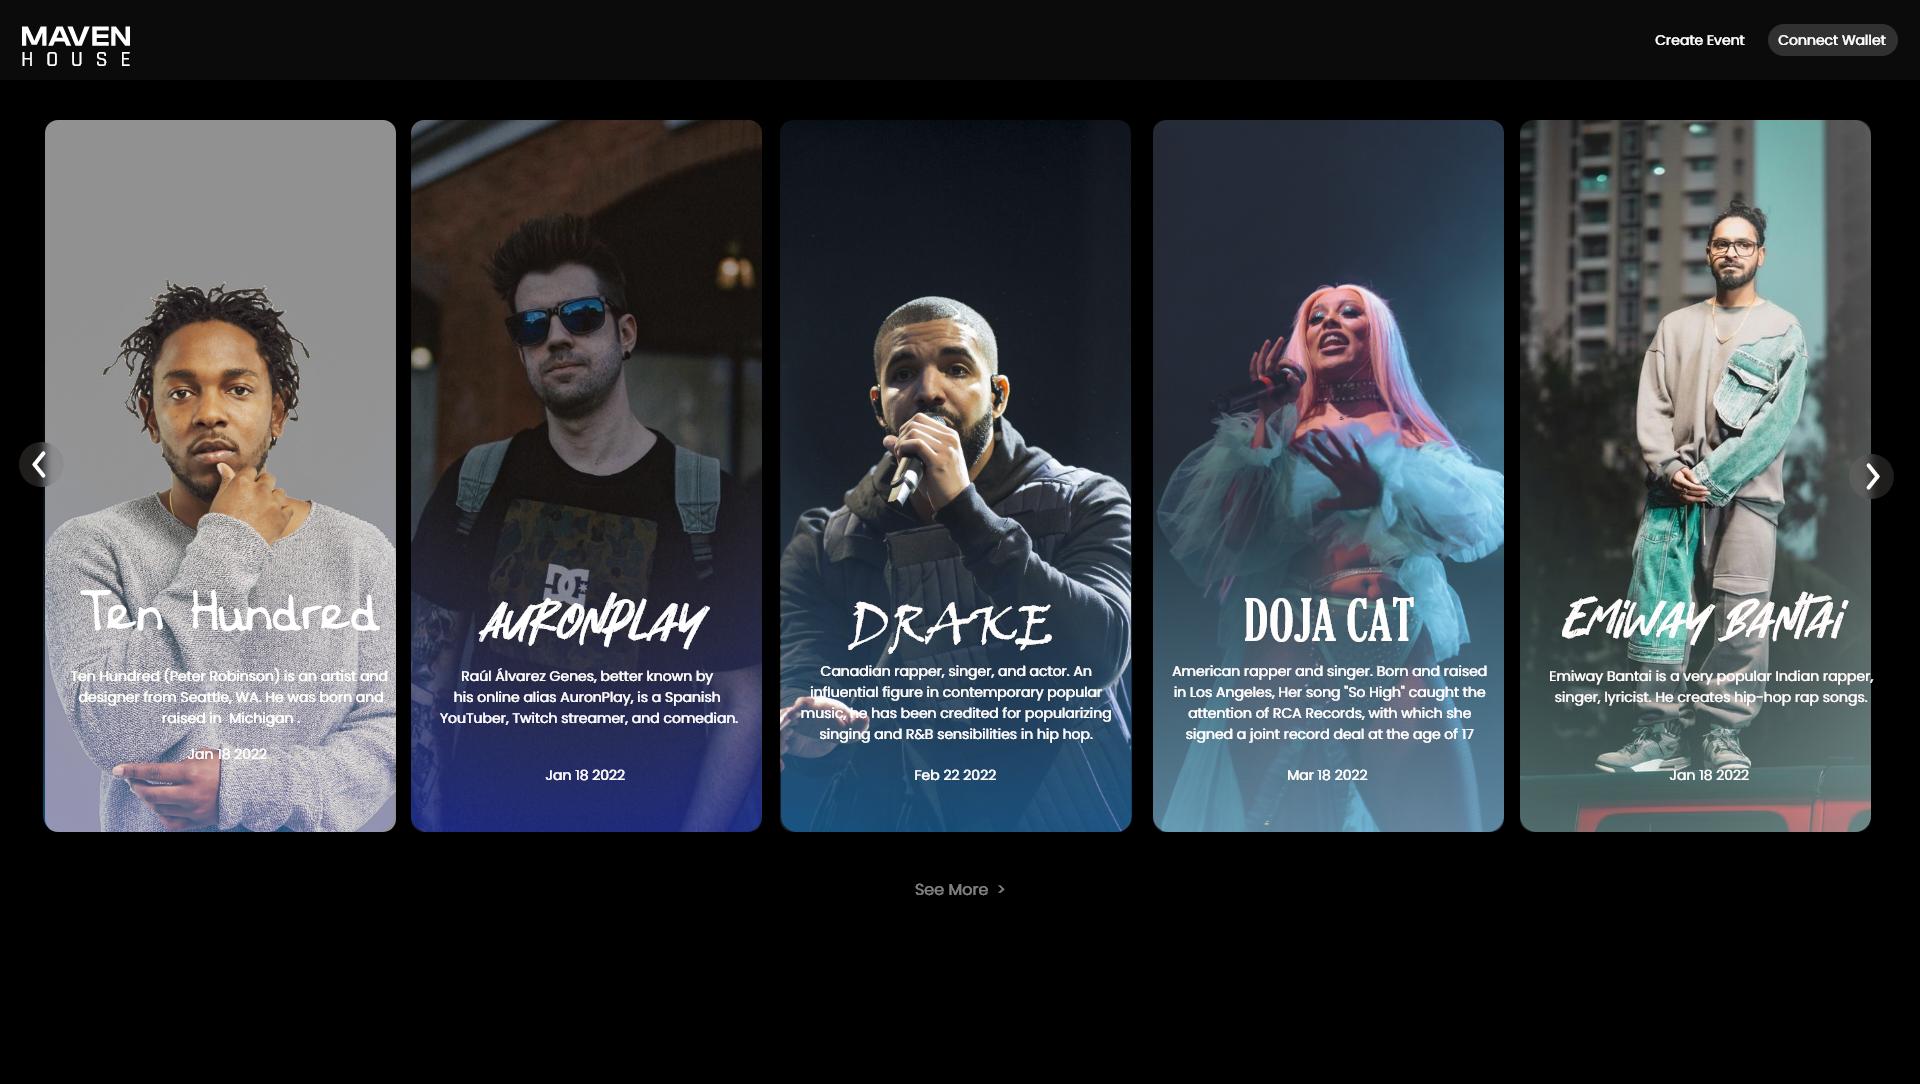 MAVEN
HOUSE
Create Event
Connect Wallet
Ten Hundred
Ten Hundred (Peter Robinson) is an artist and
designer from Seattle, WA. He was born and
raised in Michigan .
Jan 18 2022
AURONPLAY
Raúl Álvarez Genes, better known by
his online alias AuronPlay, is a Spanish
YouTuber, Twitch streamer, and comedian.
Jan 18 2022
DRAKE
Canadian rapper, singer, and actor. An
influential figure in contemporary popular
music, he has been credited for popularizing
singing and R&B sensibilities in hip hop.
Feb 22 2022
DOJA CAT
American rapper and singer. Born and raised
in Los Angeles, Her song "So High" caught the
attention of RCA Records, with which she
signed a joint record deal at the age of 17
Mar 18 2022
EMiWAY BANTAi
Emiway Bantai is a very popular Indian rapper,
singer, lyricist. He creates hip-hop rap songs.
Jan 18 2022
See More >
DC